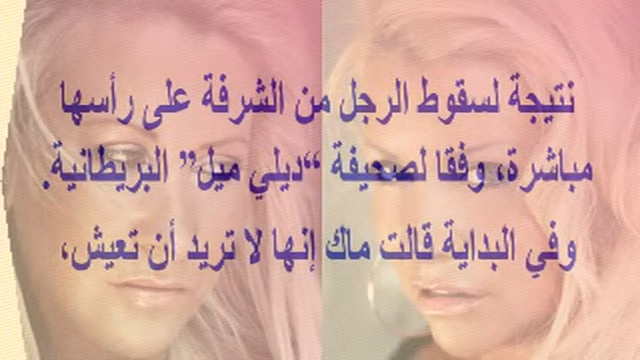 نتيجة لسقوط الرجل من الشرفة على رأسها
مباشرة، وفقا لصحيفة “ديلي ميل” البريطانية.
وفي البداية قالت ماك إنها لا تريد أن تعيش،